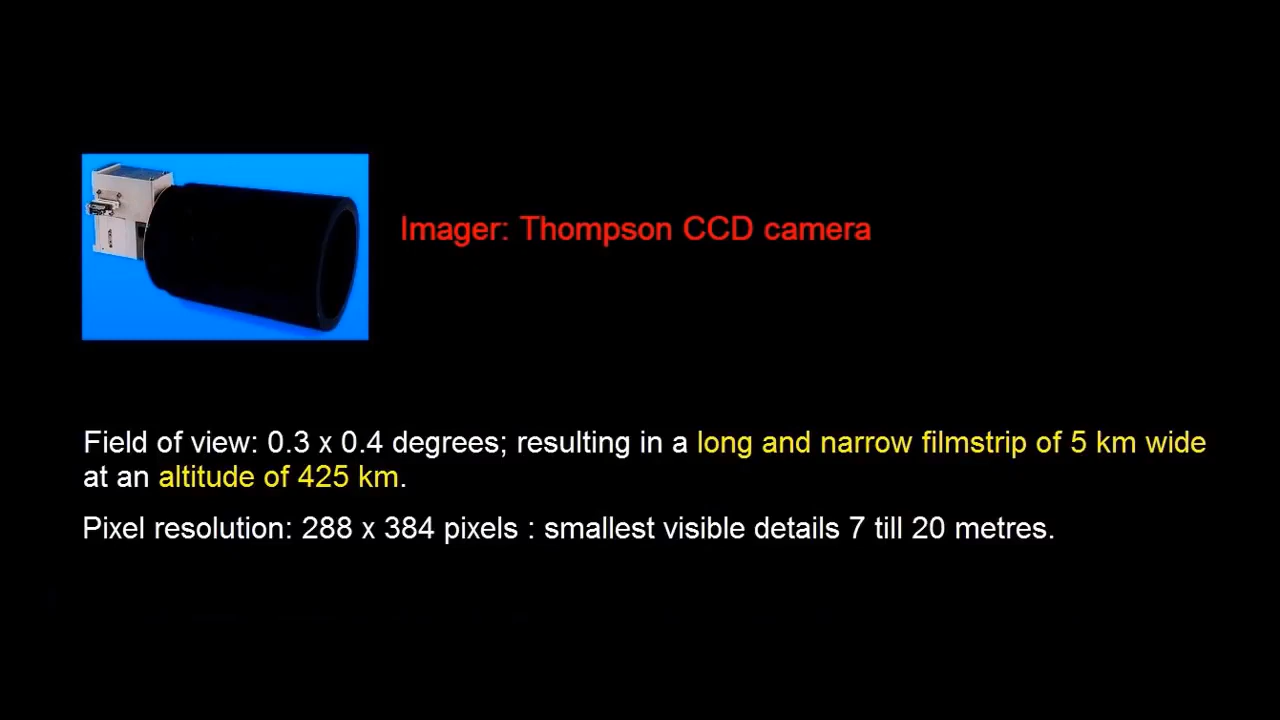 Imager: Thompson CCD camera
Field of view: 0.3 x 0.4 degrees; resulting in a long and narrow filmstrip of 5 km wide
at an altitude of 425 km.
Pixel resolution: 288 x 384 pixels : smallest visible details 7 till 20 metres.